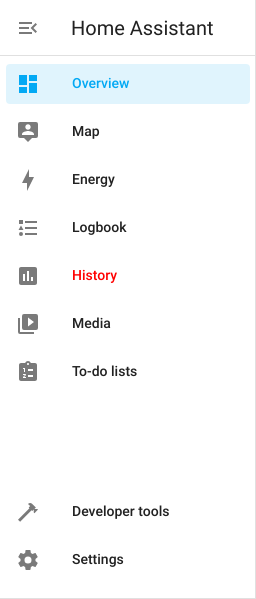 Home Assistant
Overview
Map
Energy
Logbook
History
Media
To-do lists
Developer tools
Settings